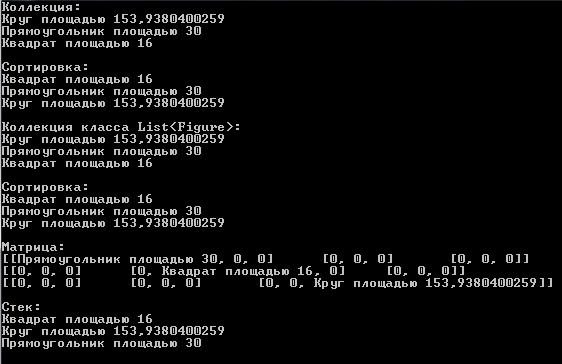 Коллекция:
Круг площадью 153,9380400259
Прямоугольник площадью 30
Квадрат площадью 16
Сортировка:
Квадрат площадью 16
Прямоугольник площадью 30
Круг площадью 153,9380400259
Коллекция класса List<Figure>:
Круг площадью 153,9380400259
Прямоугольник площадью 30
Квадрат площадью 16
Сортировка:
Квадрат площадью 16
Прямоугольник площадью 30
Круг площадью 153,9380400259
Матрица:
[[Прямоугольник площадью 30, 0, 0] [0, 0, 0] [0, 0, 0]]
[[0, 0, 0] [0, Квадрат площадью 16, 0] [0, 0, 0]]
[[0, 0, 0] [0, 0, 0] [0, 0, Круг площадью 153,9380400259]]
Стек:
Квадрат площадью 16
Круг площадью 153,9380400259
Прямоугольник площадью 30